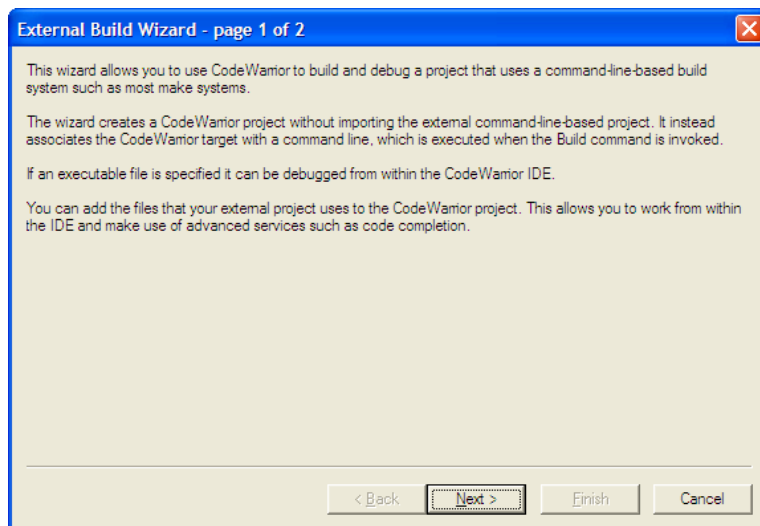 External Build Wizard - page 1 of 2
This wizard allows you to use CodeWarrior to build and debug a project that uses a command-line-based build
system such as most make systems.
The wizard creates a CodeWarrior project without importing the external command-line-based project. It instead
associates the CodeWarrior target with a command line, which is executed when the Build command is invoked.
If an executable file is specified it can be debugged from within the CodeWarrior IDE.
You can add the files that your external project uses to the CodeWarrior project. This allows you to work from within
the IDE and make use of advanced services such as code completion.
< Back Next > Finish Cancel